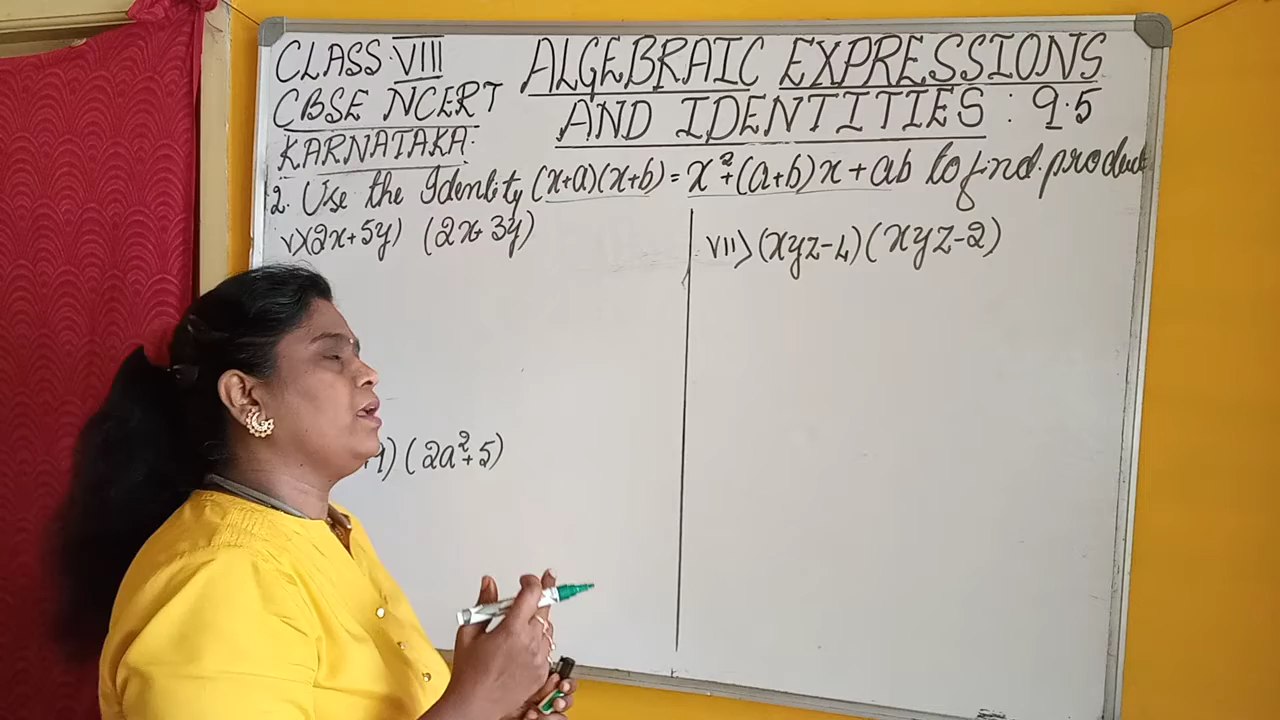 CLASS VIII
CBSE NCERT
KARNATAKA.
ALGEBRAIC EXPRESSIONS
AND IDENTITIES : 9.5
2. Use the Identity (x+a)(x+b) = x²+(a+b)x+ab to find product
v>(2x+5y) (2x+3y)
+9)(2a²+5)
VII>(xyz-4)(xyz-2)